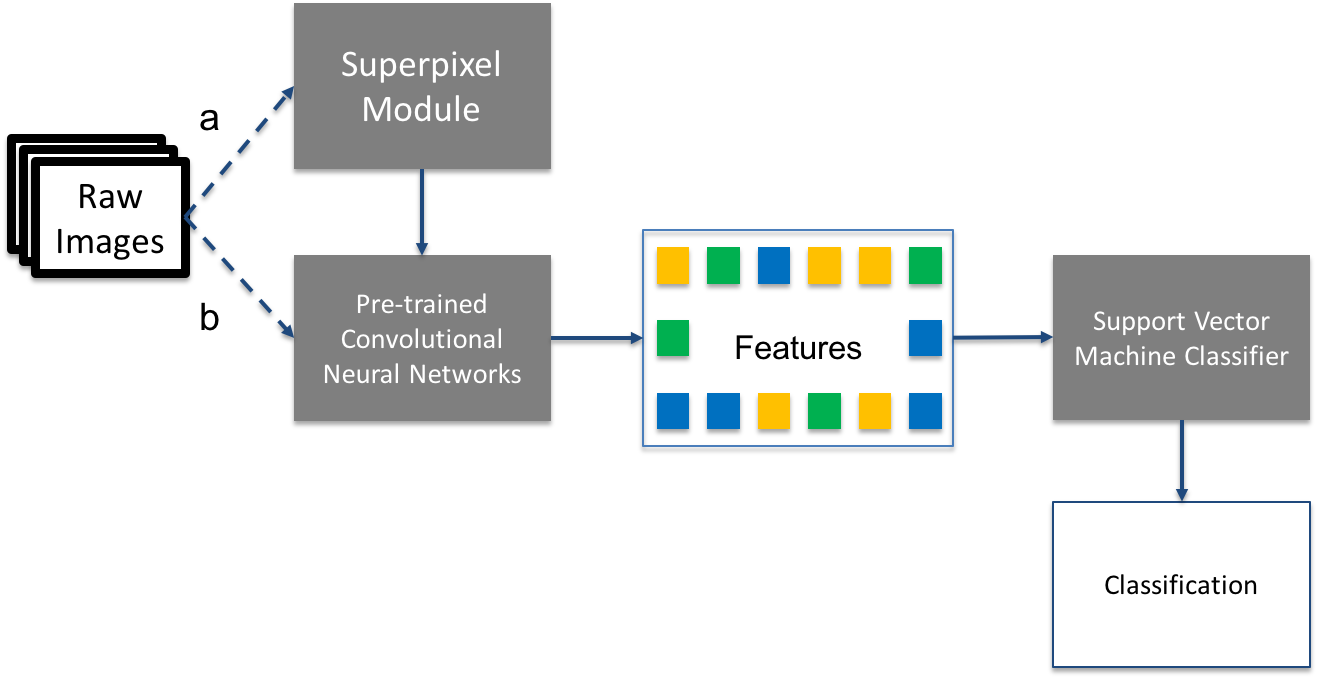 Superpixel
Module
a
Raw
Images
b
Pre-trained
Convolutional
Neural Networks
Features
Support Vector
Machine Classifier
Classification